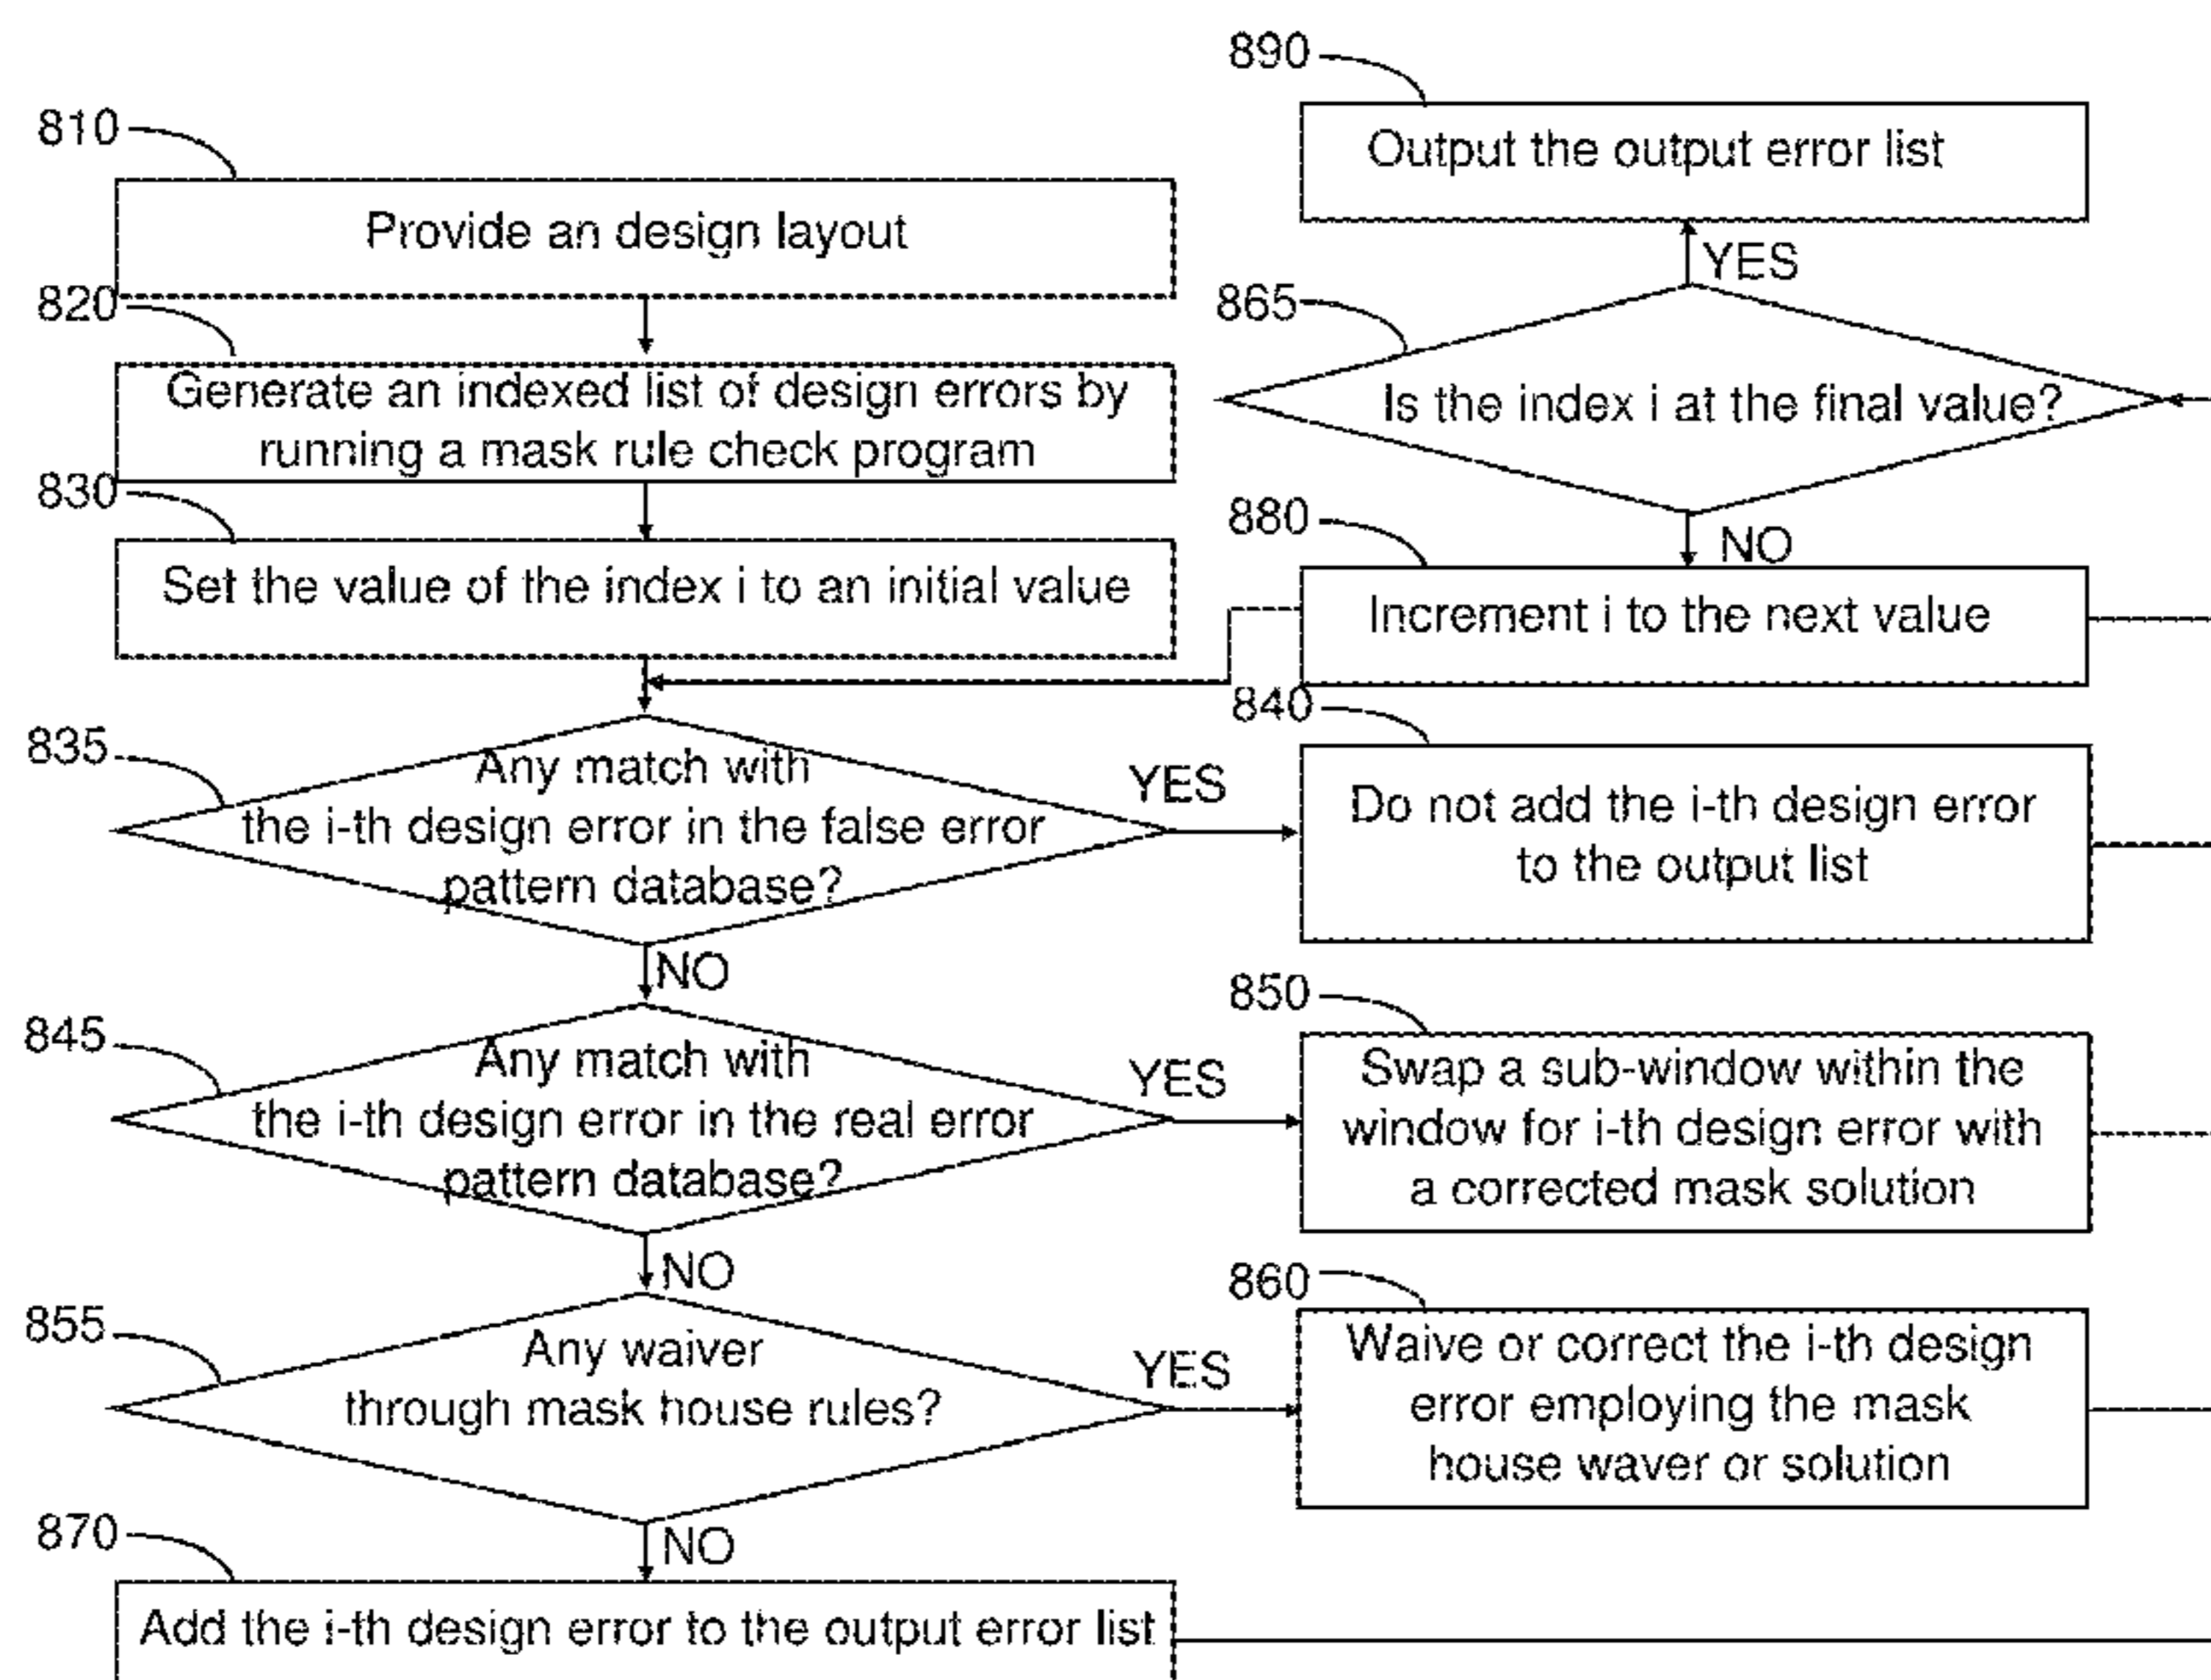 810
Provide an design layout
820
Generate an indexed list of design errors by
running a mask rule check program
830
Set the value of the index i to an initial value
835
Any match with
the i-th design error in the false error
pattern database?
YES
NO
845
Any match with
the i-th design error in the real error
pattern database?
YES
NO
855
Any waiver
through mask house rules?
YES
NO
870
Add the i-th design error to the output error list
890
Output the output error list
YES
865
Is the index i at the final value?
NO
880
Increment i to the next value
840
Do not add the i-th design error
to the output list
850
Swap a sub-window within the
window for i-th design error with
a corrected mask solution
860
Waive or correct the i-th design
error employing the mask
house waver or solution